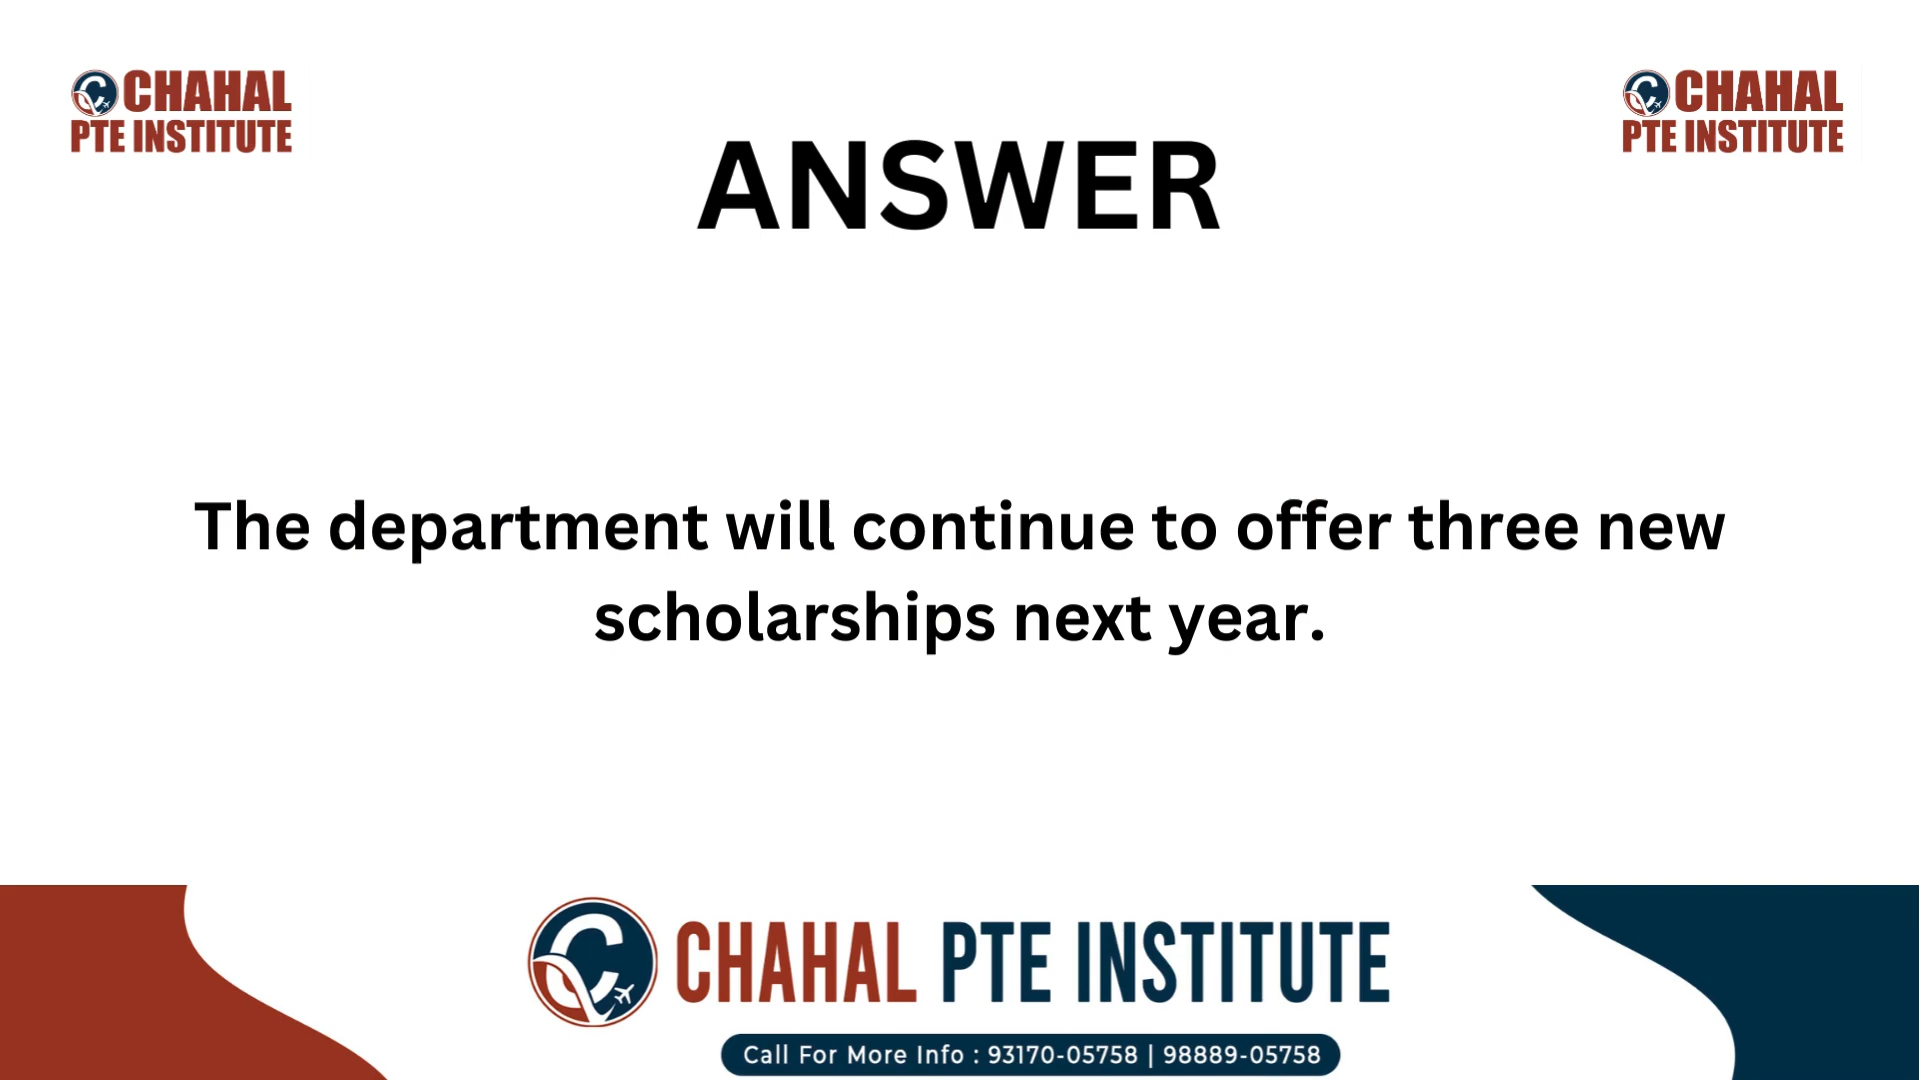 CHAHAL
PTE INSTITUTE
CHAHAL
PTE INSTITUTE
ANSWER
The department will continue to offer three new
scholarships next year.
CHAHAL PTE INSTITUTE
Call For More Info : 93170-05758 | 98889-05758